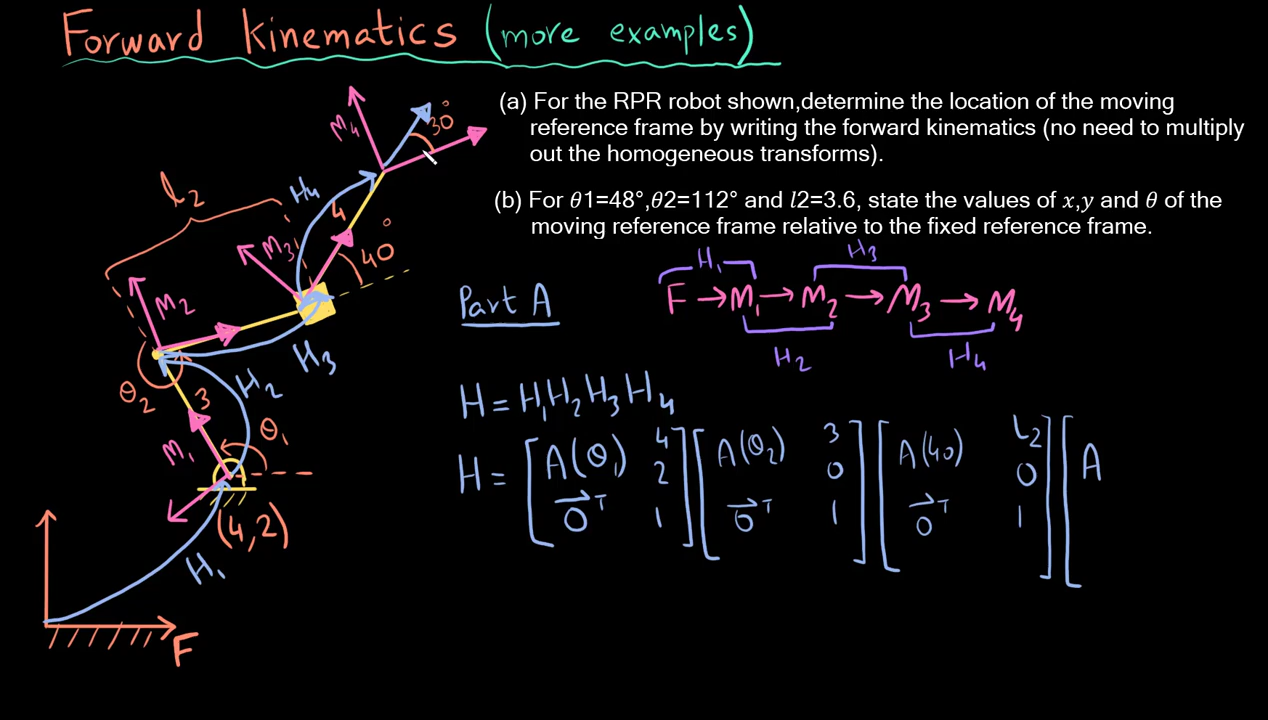 Forward Kinematics (more examples)
(a) For the RPR robot shown,determine the location of the moving
reference frame by writing the forward kinematics (no need to multiply
out the homogeneous transforms).
(b) For θ1=48°,θ2=112° and l2=3.6, state the values of x,y and θ of the
moving reference frame relative to the fixed reference frame.
M₄
30°
l₂
H₄
4
M₃
40°
M₂
H₃
θ₂
3
H₂
M₁
θ₁
(4,2)
H₁
F
Part A
H₁ H₃
F → M₁ → M₂ → M₃ → M₄
H₂ H₄
H = H₁H₂H₃H₄
H = [A(θ₁) 4 2 0ᵀ 1] [A(θ₂) 3 0 0ᵀ 1] [A(40) L₂ 0 0ᵀ 1] [A